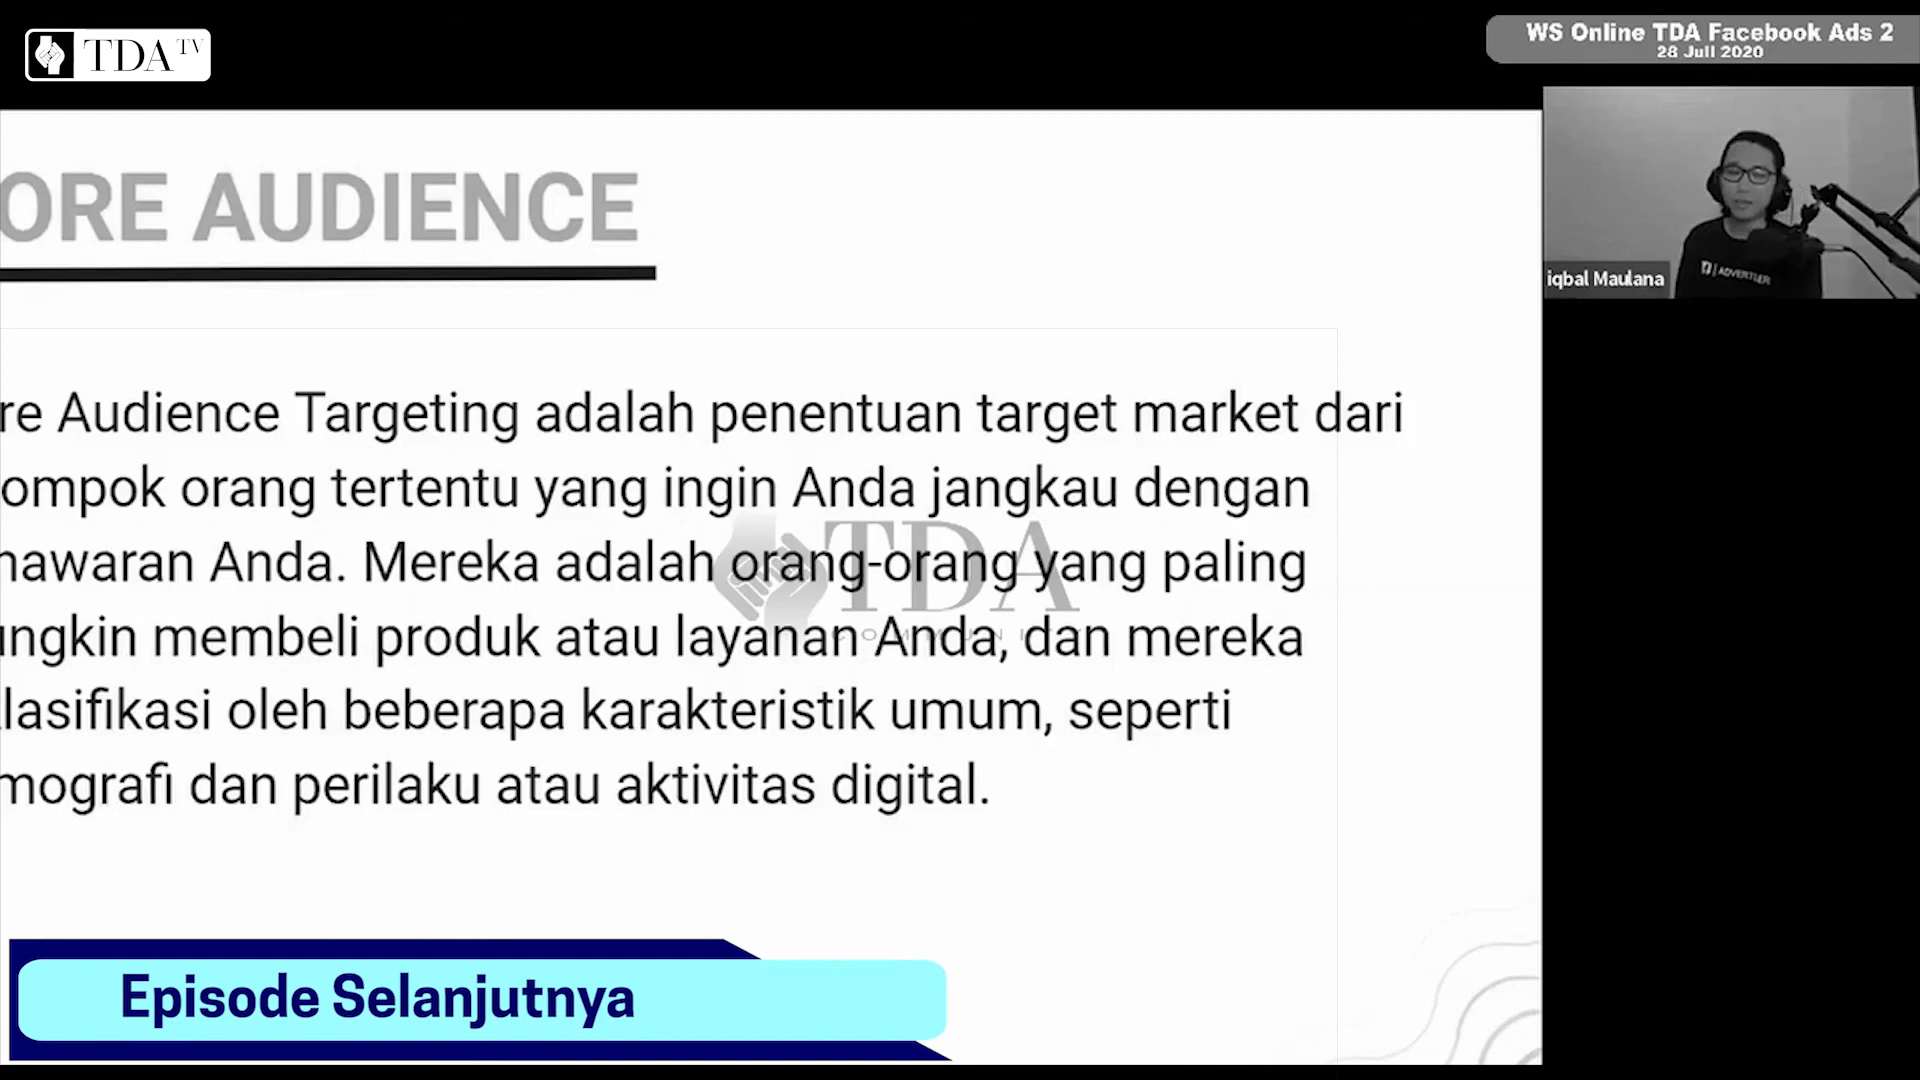 TDA TV
WS Online TDA Facebook Ads 2
28 Juli 2020
ORE AUDIENCE
iqbal Maulana
ADVERTLER
re Audience Targeting adalah penentuan target market dari
ompok orang tertentu yang ingin Anda jangkau dengan
nawaran Anda. Mereka adalah orang-orang yang paling
ungkin membeli produk atau layanan Anda, dan mereka
lasifikasi oleh beberapa karakteristik umum, seperti
mografi dan perilaku atau aktivitas digital.
TDA
COMMUNITY
Episode Selanjutnya